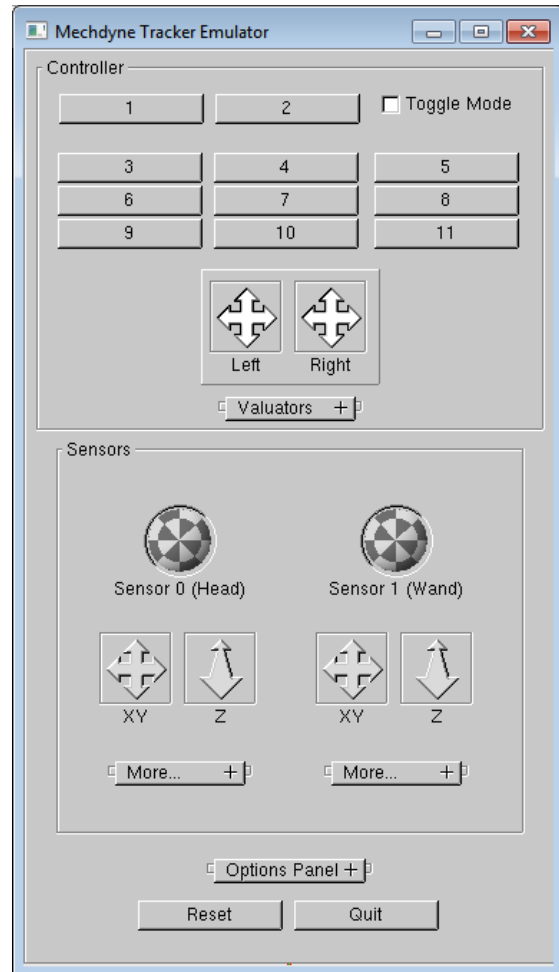 Mechdyne Tracker Emulator
Controller
1 2 Toggle Mode
3 4 5
6 7 8
9 10 11
Left Right
Valuators +
Sensors
Sensor 0 (Head) Sensor 1 (Wand)
XY Z XY Z
More... + More... +
Options Panel +
Reset Quit